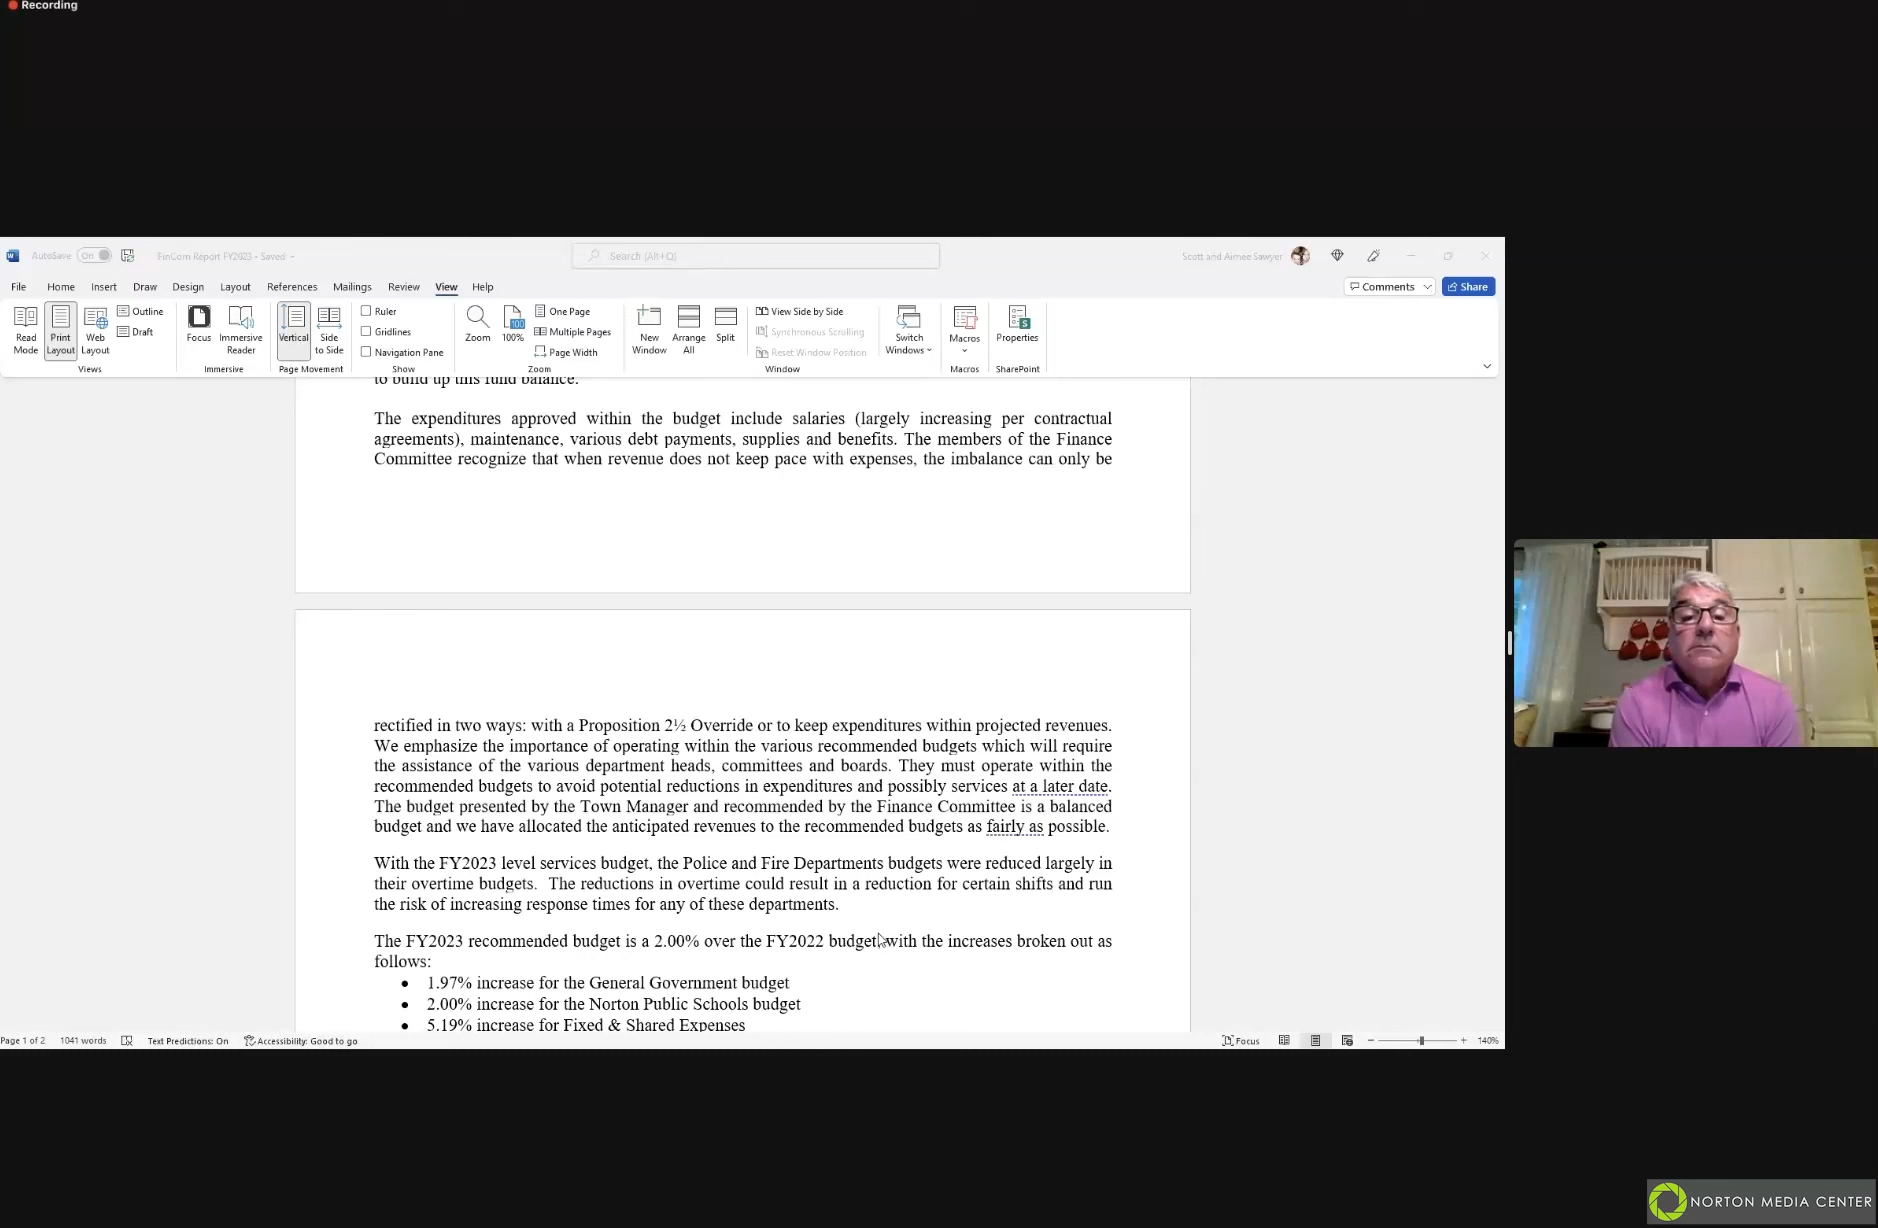 Recording
AutoSave On FinCom Report FY2023 - Saved Search (Alt+Q) Scott and Aimee Sawyer
File Home Insert Draw Design Layout References Mailings Review View Help Comments Share
Read Mode
Print Layout
Web Layout
Outline
Draft
Views
Focus
Immersive Reader
Immersive
Vertical
Side to Side
Page Movement
Ruler
Gridlines
Navigation Pane
Show
Zoom
100
100%
One Page
Multiple Pages
Page Width
Zoom
New Window
Arrange All
Split
View Side by Side
Synchronous Scrolling
Reset Window Position
Window
Switch Windows
Macros
Macros
Properties
SharePoint
to build up this fund balance.
The expenditures approved within the budget include salaries (largely increasing per contractual
agreements), maintenance, various debt payments, supplies and benefits. The members of the Finance
Committee recognize that when revenue does not keep pace with expenses, the imbalance can only be
rectified in two ways: with a Proposition 2½ Override or to keep expenditures within projected revenues.
We emphasize the importance of operating within the various recommended budgets which will require
the assistance of the various department heads, committees and boards. They must operate within the
recommended budgets to avoid potential reductions in expenditures and possibly services at a later date.
The budget presented by the Town Manager and recommended by the Finance Committee is a balanced
budget and we have allocated the anticipated revenues to the recommended budgets as fairly as possible.
With the FY2023 level services budget, the Police and Fire Departments budgets were reduced largely in
their overtime budgets. The reductions in overtime could result in a reduction for certain shifts and run
the risk of increasing response times for any of these departments.
The FY2023 recommended budget is a 2.00% over the FY2022 budget with the increases broken out as
follows:
• 1.97% increase for the General Government budget
• 2.00% increase for the Norton Public Schools budget
• 5.19% increase for Fixed & Shared Expenses
Page 1 of 2 1041 words Text Predictions: On Accessibility: Good to go Focus 140%
NORTON MEDIA CENTER